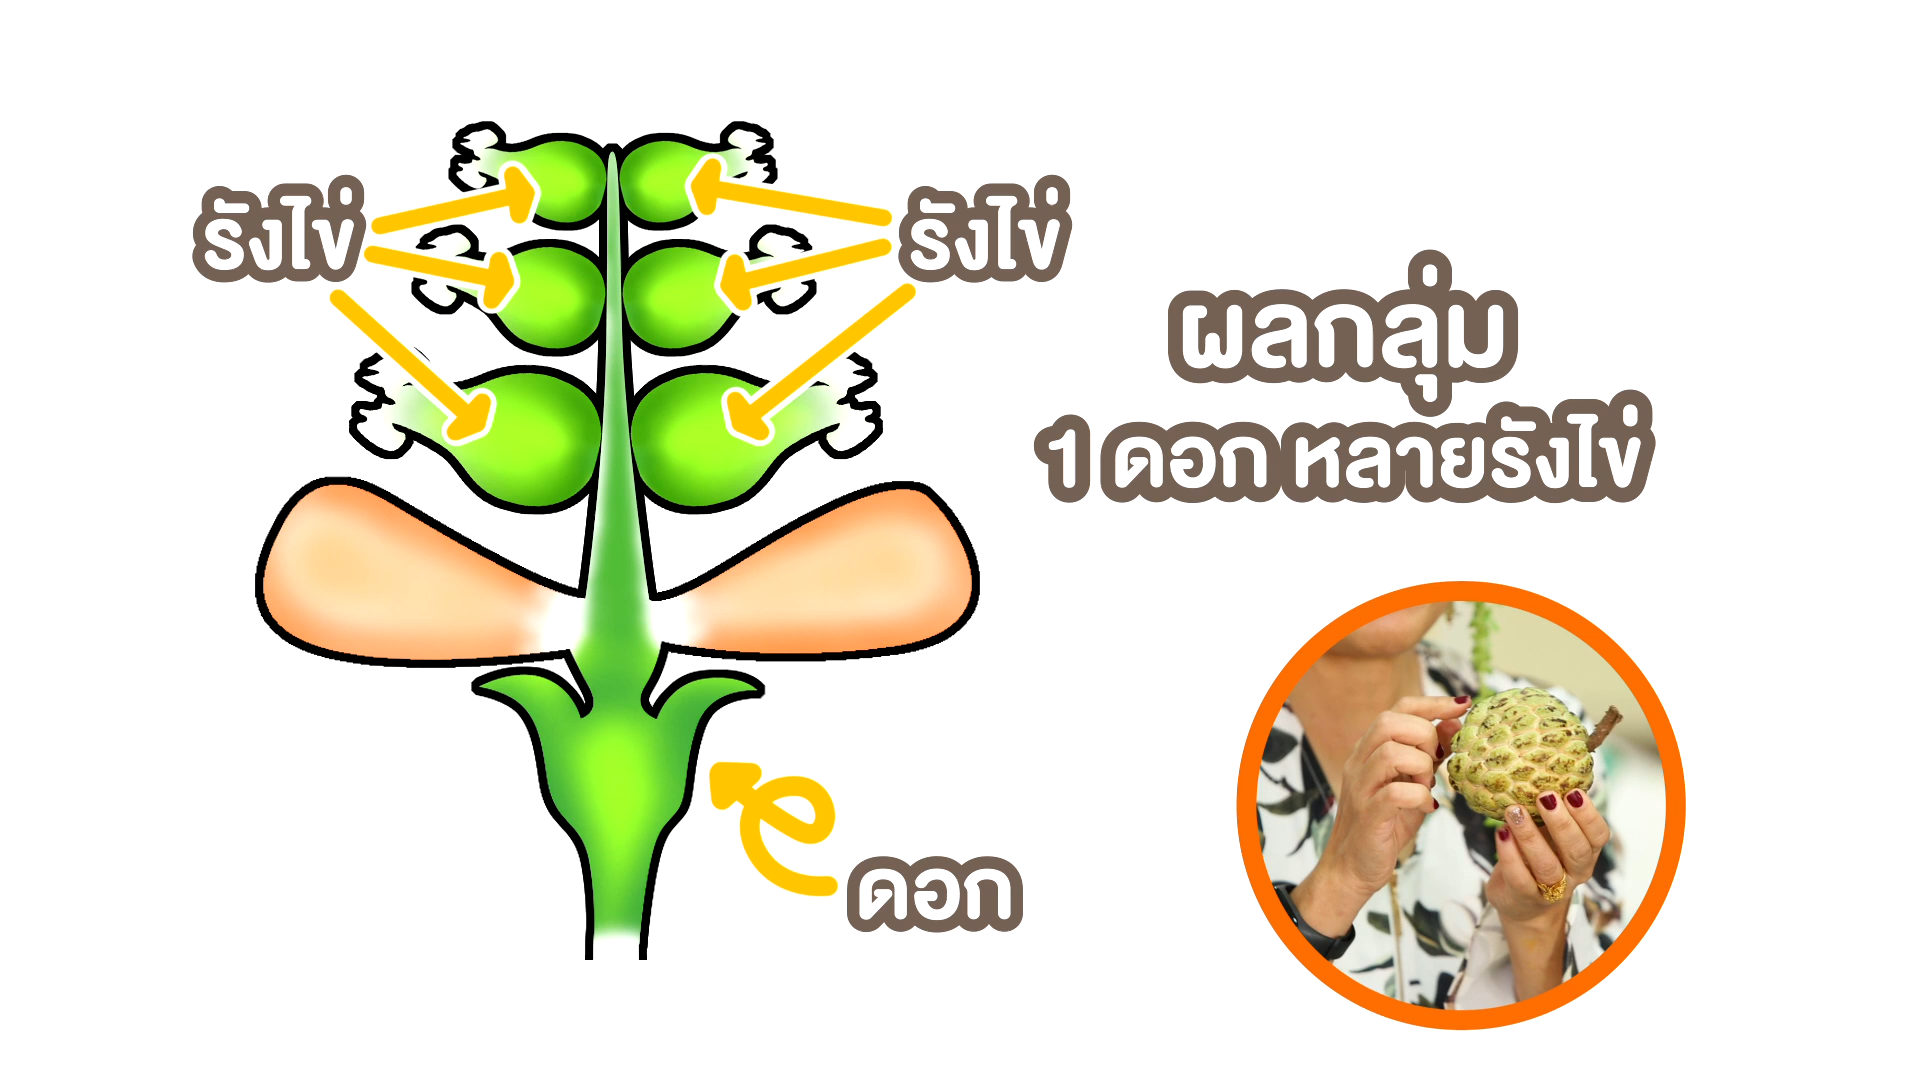 รังไข่
รังไข่
ผลกลุ่ม
1 ดอก หลายรังไข่
ดอก